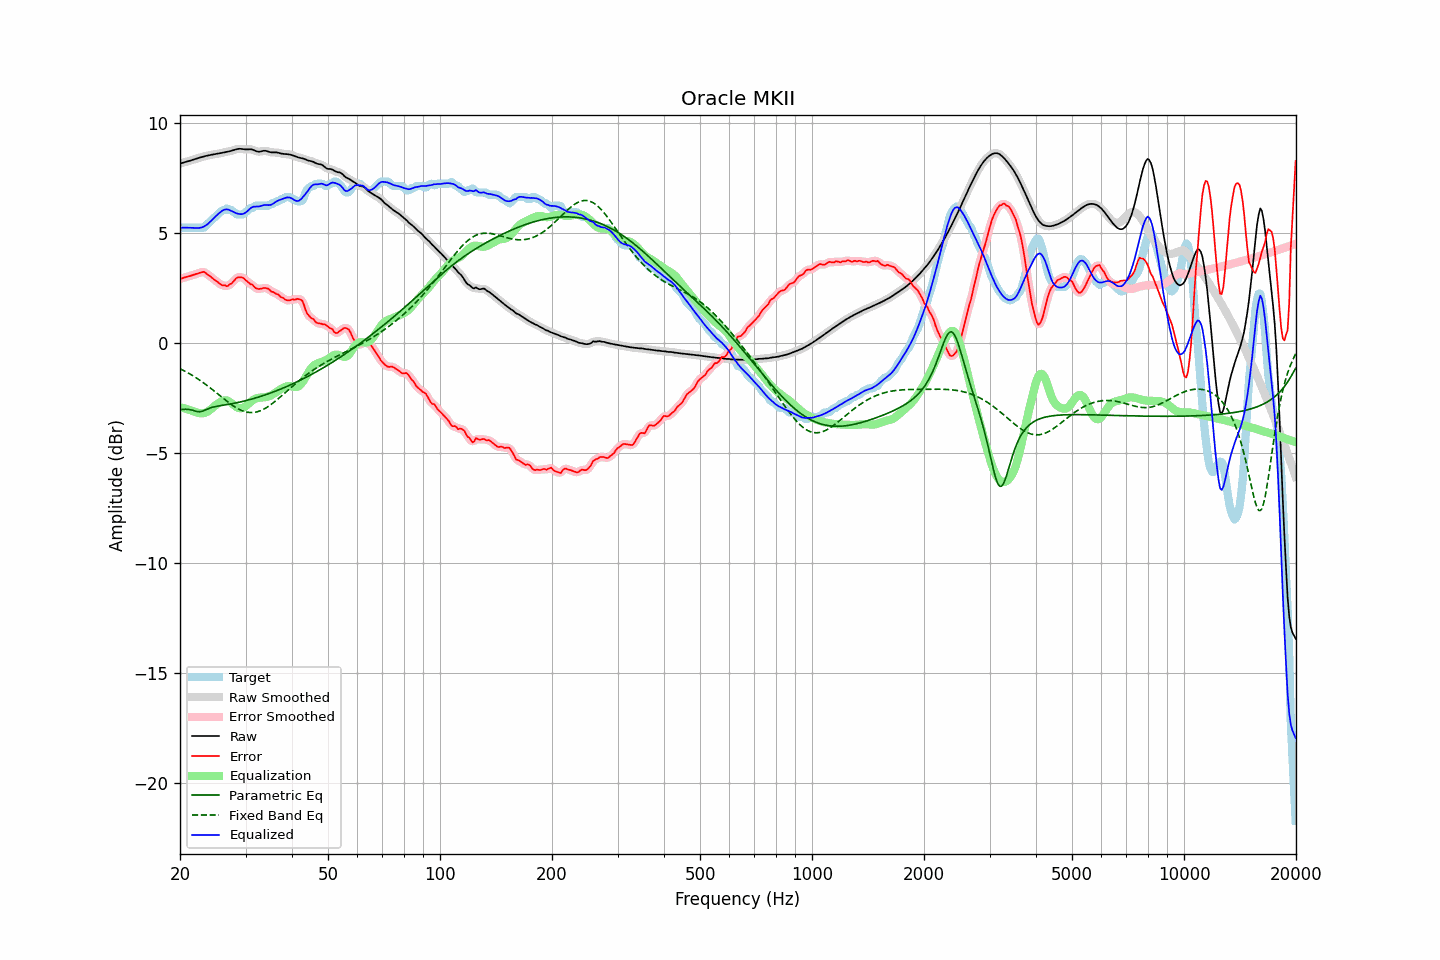 Oracle MKII
10
5
0
−5
−10
−15
−20
Amplitude (dBr)
Target
Raw Smoothed
Error Smoothed
Raw
Error
Equalization
Parametric Eq
Fixed Band Eq
Equalized
20 50 100 200 500 1000 2000 5000 10000 20000
Frequency (Hz)